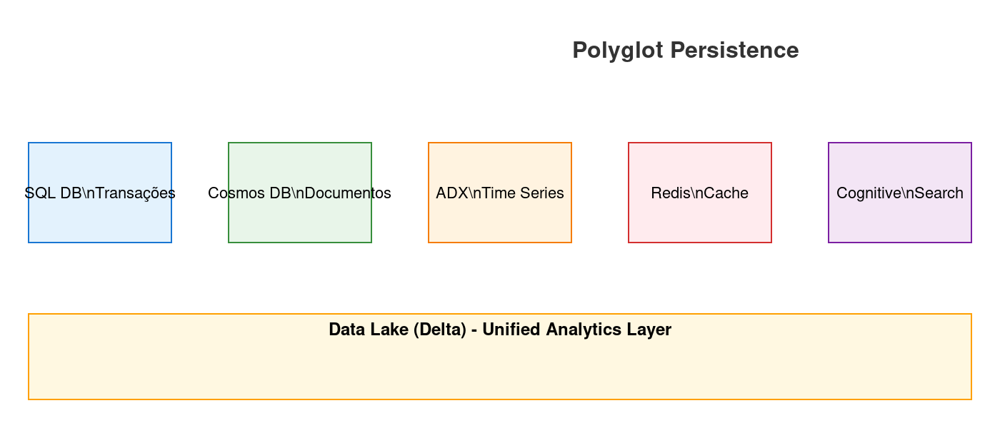 Polyglot Persistence
SQL DB\nTransações
Cosmos DB\nDocumentos
ADX\nTime Series
Redis\nCache
Cognitive\nSearch
Data Lake (Delta) - Unified Analytics Layer